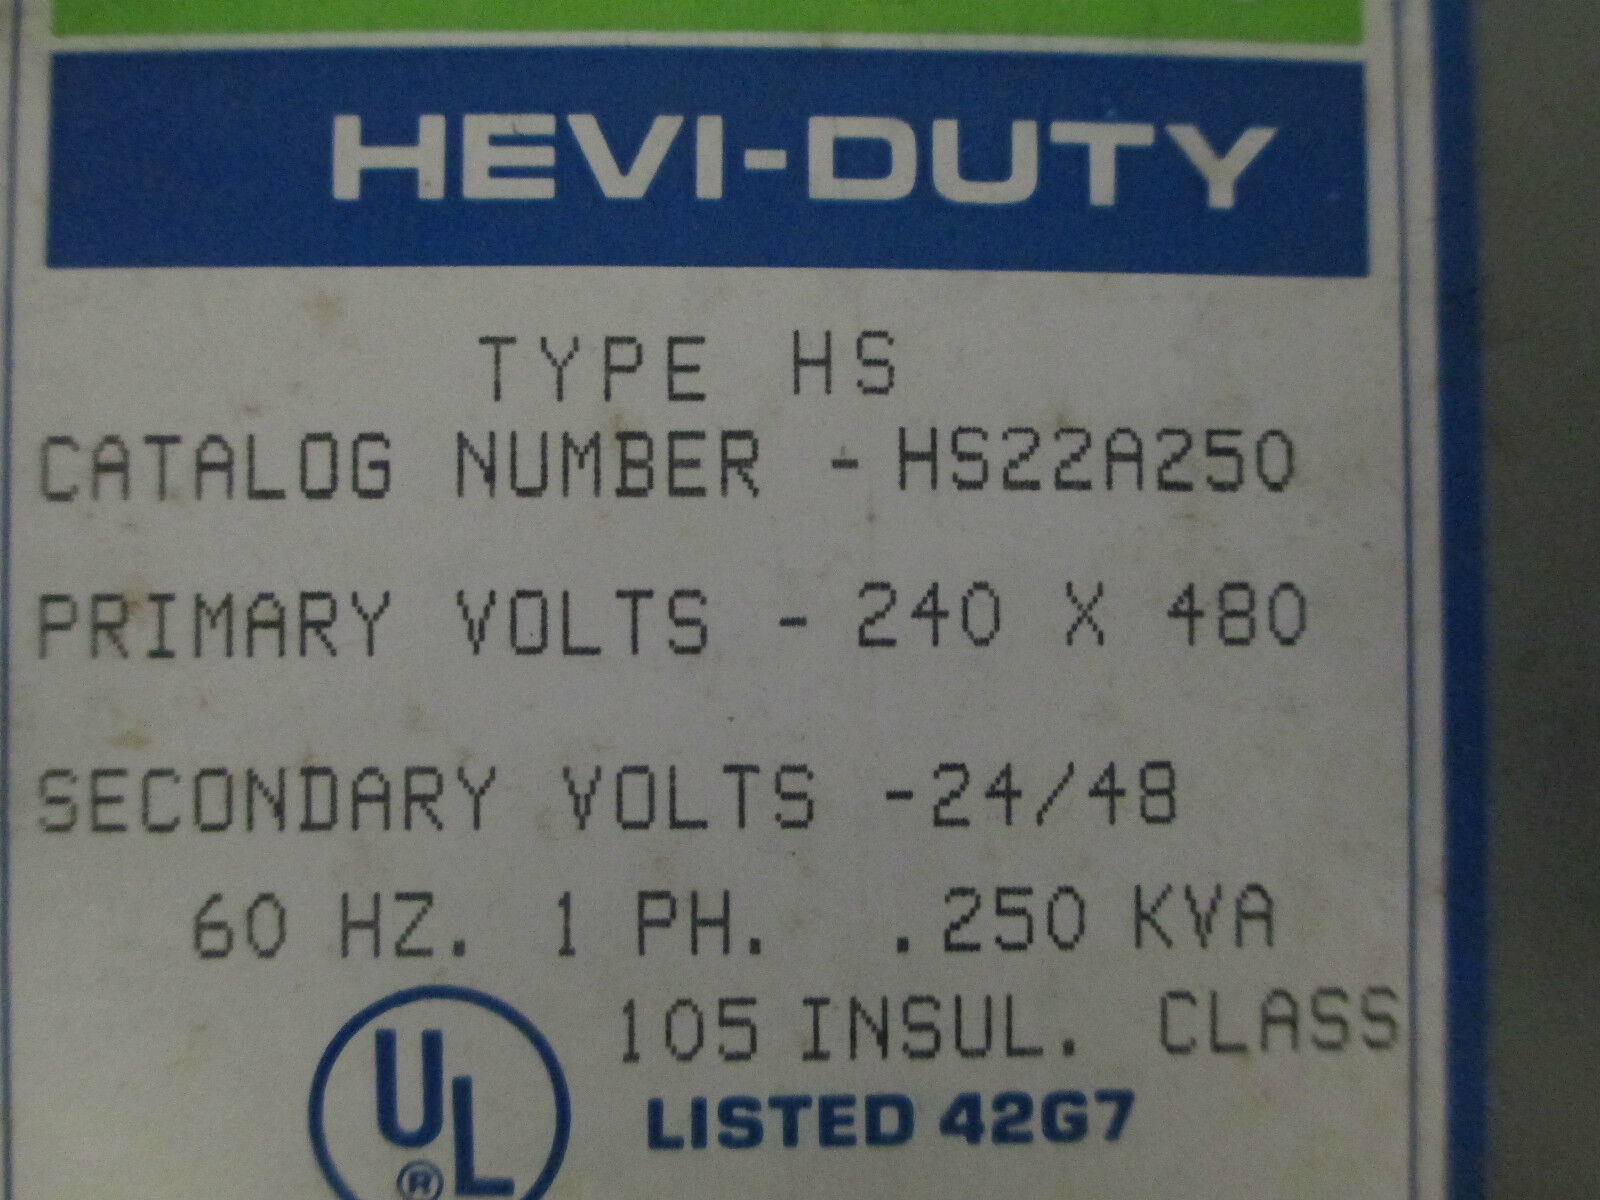 HEVI-DUTY
TYPE HS
CATALOG NUMBER - HS22A250
PRIMARY VOLTS - 240 X 480
SECONDARY VOLTS -24/48
60 HZ. 1 PH. .250 KVA
105 INSUL. CLASS
UL ®
LISTED 42G7